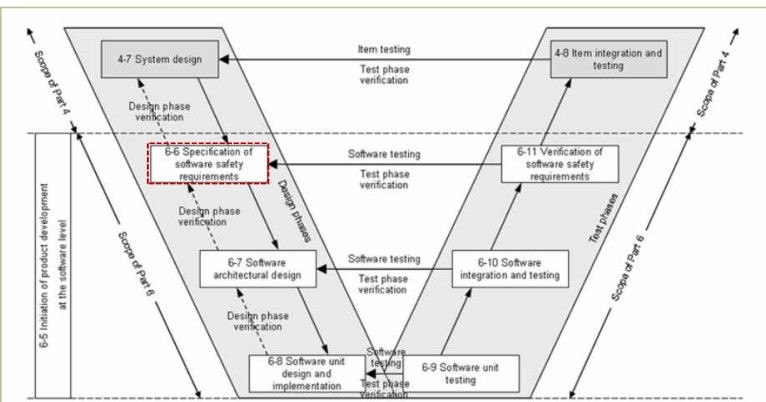 4-7 System design
Item testing
Test phase
verification
4-8 Item integration and
testing
Scope of Part 4
Design phase
verification
Scope of Part 4
6-6 Specification of
software safety
requirements
Software testing
Test phase
verification
6-11 Verification of
software safety
requirements
6-5 Initiation of product development
at the software level
Scope of Part 6
Design phase
verification
Design phases
Test phases
Scope of Part 6
6-7 Software
architectural design
Software testing
Test phase
verification
6-10 Software
integration and testing
Design phase
verification
6-8 Software unit
design and
implementation
Software
testing
Test phase
verification
6-9 Software unit
testing